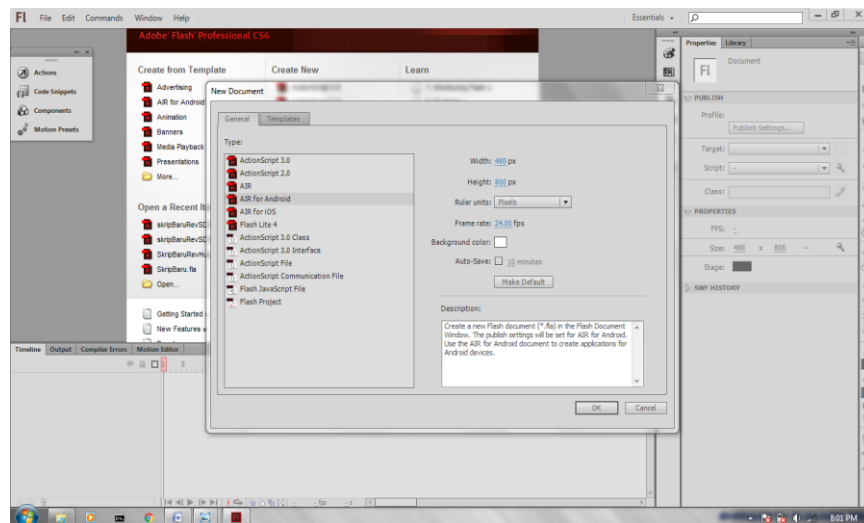 Fl File Edit Commands Window Help Essentials
Adobe® Flash® Professional CS6
Actions
Code Snippets
Components
Motion Presets
Create from Template
Advertising
AIR for Android
Animation
Banners
Media Playback
Presentations
More...
Open a Recent It
skripBaruRevSD
skripBaruRevSD
SkripBaruRevHu
SkripBaru.fla
Open...
Getting Started
New Features
Create New
Learn
New Document
General Templates
Type:
ActionScript 3.0
ActionScript 2.0
AIR
AIR for Android
AIR for iOS
Flash Lite 4
ActionScript 3.0 Class
ActionScript 3.0 Interface
ActionScript File
ActionScript Communication File
Flash JavaScript File
Flash Project
Width: 480 px
Height: 800 px
Ruler units: Pixels
Frame rate: 24.00 fps
Background color:
Auto-Save: 10 minutes
Make Default
Description:
Create a new Flash document (*.fla) in the Flash Document
Window. The publish settings will be set for AIR for Android.
Use the AIR for Android document to create applications for
Android devices.
OK Cancel
Properties Library
Fl Document
PUBLISH
Profile:
Publish Settings...
Target:
Script: -
Class:
PROPERTIES
FPS: -
Size: 480 x 800
Stage:
SWF HISTORY
Timeline Output Compiler Errors Motion Editor
1 5
fps
8:01 PM